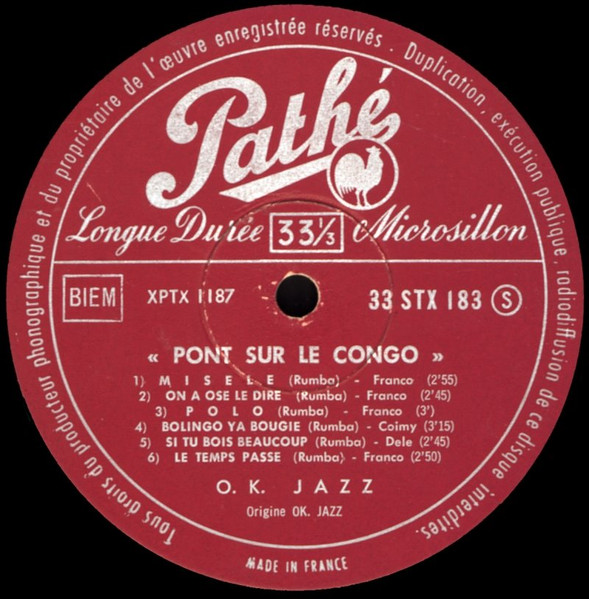 Tous droits du producteur phonographique et du propriétaire de l'œuvre enregistrée réservés. Duplication, exécution publique, radiodiffusion de ce disque interdites.
Pathé
Longue Durée 33 1/3 Microsillon
BIEM XPTX 1187 33 STX 183 S
« PONT SUR LE CONGO »
1) MISELE (Rumba) - Franco (2'55)
2) ON A OSE LE DIRE (Rumba) - Franco (2'45)
3) POLO (Rumba) - Franco (3')
4) BOLINGO YA BOUGIE (Rumba) - Coimy (3'15)
5) SI TU BOIS BEAUCOUP (Rumba) - Dele (2'45)
6) LE TEMPS PASSE (Rumba) - Franco (2'50)
O. K. JAZZ
Origine OK. JAZZ
MADE IN FRANCE